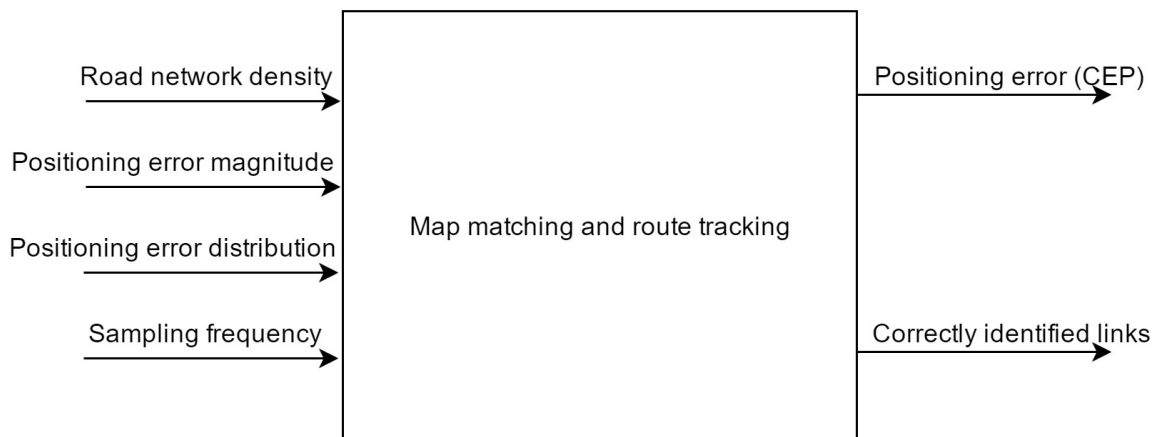 Road network density
Positioning error magnitude
Positioning error distribution
Sampling frequency
Map matching and route tracking
Positioning error (CEP)
Correctly identified links